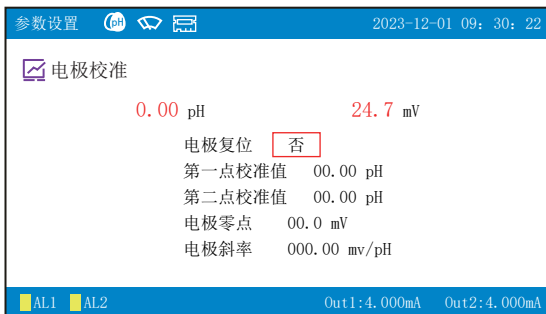 参数设置 pH 2023-12-01 09: 30: 22
电极校准
0.00 pH 24.7 mV
电极复位 否
第一点校准值 00.00 pH
第二点校准值 00.00 pH
电极零点 00.0 mV
电极斜率 000.00 mv/pH
AL1 AL2 Out1:4.000mA Out2:4.000mA